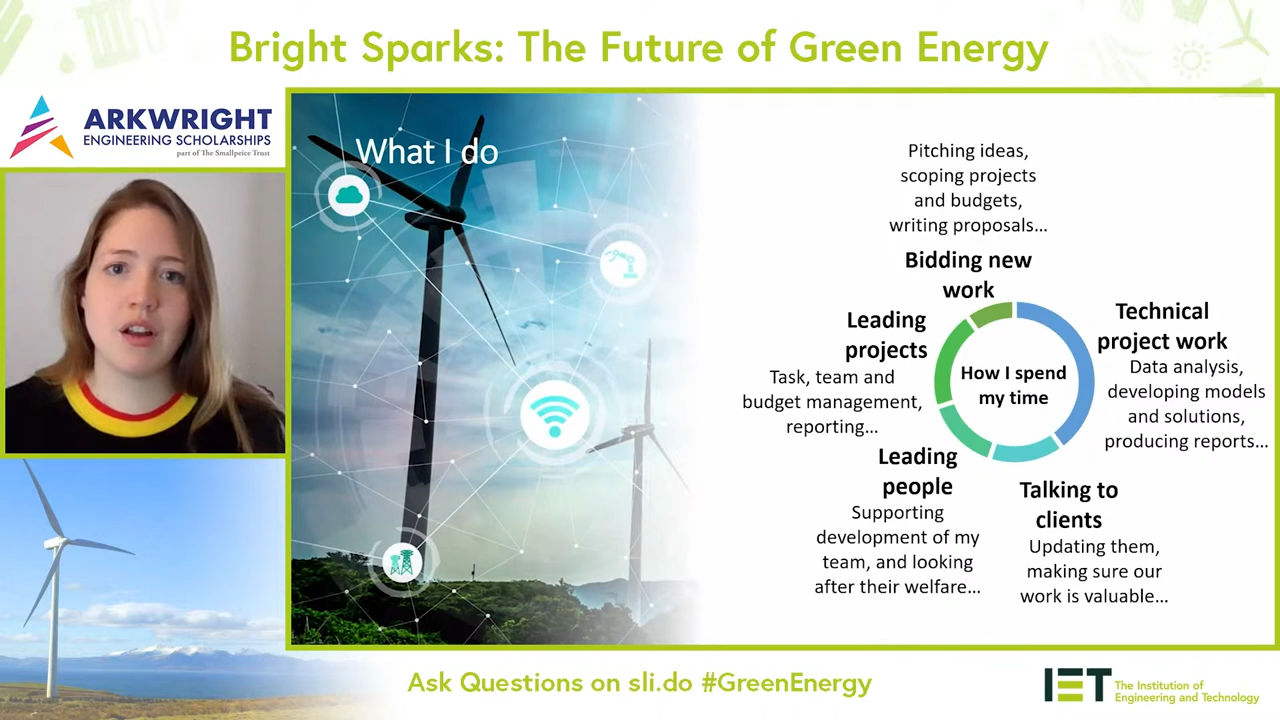 Bright Sparks: The Future of Green Energy
ARKWRIGHT
ENGINEERING SCHOLARSHIPS
part of The Smallpeice Trust
What I do
Pitching ideas,
scoping projects
and budgets,
writing proposals...
Bidding new
work
Leading
projects
Task, team and
budget management,
reporting...
How I spend
my time
Technical
project work
Data analysis,
developing models
and solutions,
producing reports...
Leading
people
Supporting
development of my
team, and looking
after their welfare...
Talking to
clients
Updating them,
making sure our
work is valuable...
Ask Questions on sli.do #GreenEnergy
IET
The Institution of
Engineering and Technology